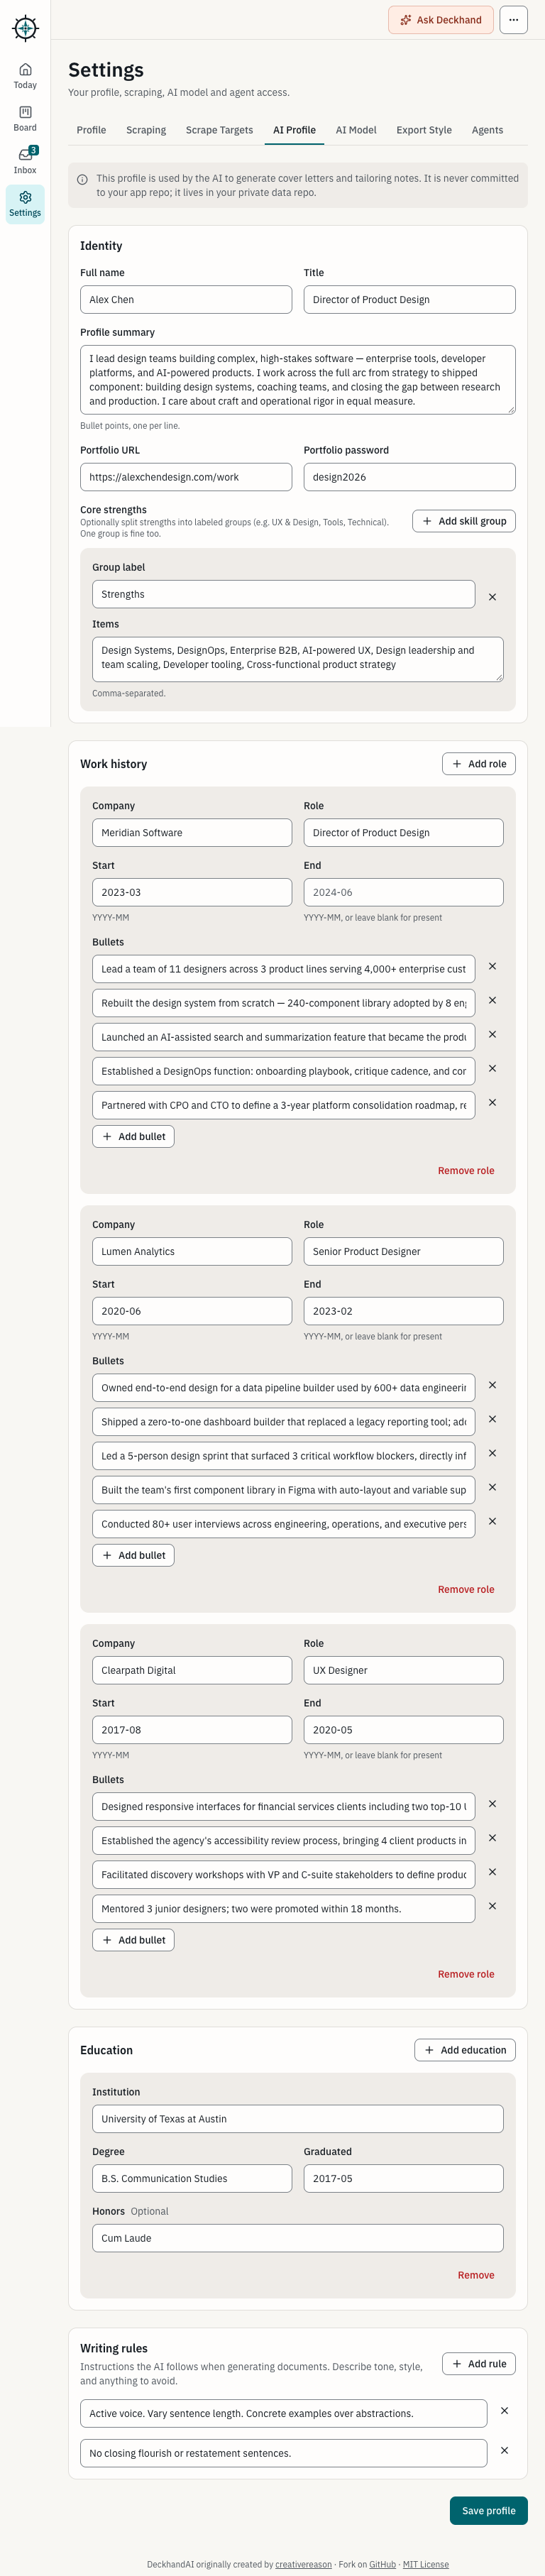 Ask Deckhand
Today
Board
3
Inbox
Settings
Settings
Your profile, scraping, AI model and agent access.
Profile
Scraping
Scrape Targets
AI Profile
AI Model
Export Style
Agents
This profile is used by the AI to generate cover letters and tailoring notes. It is never committed
to your app repo; it lives in your private data repo.
Identity
Full name
Title
Alex Chen
Director of Product Design
Profile summary
I lead design teams building complex, high-stakes software — enterprise tools, developer
platforms, and AI-powered products. I work across the full arc from strategy to shipped
component: building design systems, coaching teams, and closing the gap between research
and production. I care about craft and operational rigor in equal measure.
Bullet points, one per line.
Portfolio URL
Portfolio password
https://alexchendesign.com/work
design2026
Core strengths
Optionally split strengths into labeled groups (e.g. UX & Design, Tools, Technical).
One group is fine too.
Add skill group
Group label
Strengths
Items
Design Systems, DesignOps, Enterprise B2B, AI-powered UX, Design leadership and
team scaling, Developer tooling, Cross-functional product strategy
Comma-separated.
Work history
Add role
Company
Role
Meridian Software
Director of Product Design
Start
End
2023-03
2024-06
YYYY-MM
YYYY-MM, or leave blank for present
Bullets
Lead a team of 11 designers across 3 product lines serving 4,000+ enterprise cust
Rebuilt the design system from scratch — 240-component library adopted by 8 en
Launched an AI-assisted search and summarization feature that became the produ
Established a DesignOps function: onboarding playbook, critique cadence, and cor
Partnered with CPO and CTO to define a 3-year platform consolidation roadmap, re
Add bullet
Remove role
Company
Role
Lumen Analytics
Senior Product Designer
Start
End
2020-06
2023-02
YYYY-MM
YYYY-MM, or leave blank for present
Bullets
Owned end-to-end design for a data pipeline builder used by 600+ data engineerin
Shipped a zero-to-one dashboard builder that replaced a legacy reporting tool; ado
Led a 5-person design sprint that surfaced 3 critical workflow blockers, directly inf
Built the team's first component library in Figma with auto-layout and variable sup
Conducted 80+ user interviews across engineering, operations, and executive pers
Add bullet
Remove role
Company
Role
Clearpath Digital
UX Designer
Start
End
2017-08
2020-05
YYYY-MM
YYYY-MM, or leave blank for present
Bullets
Designed responsive interfaces for financial services clients including two top-10 U
Established the agency's accessibility review process, bringing 4 client products in
Facilitated discovery workshops with VP and C-suite stakeholders to define produc
Mentored 3 junior designers; two were promoted within 18 months.
Add bullet
Remove role
Education
Add education
Institution
University of Texas at Austin
Degree
Graduated
B.S. Communication Studies
2017-05
Honors Optional
Cum Laude
Remove
Writing rules
Instructions the AI follows when generating documents. Describe tone, style,
and anything to avoid.
Add rule
Active voice. Vary sentence length. Concrete examples over abstractions.
No closing flourish or restatement sentences.
Save profile
DeckhandAI originally created by creativereason · Fork on GitHub · MIT License